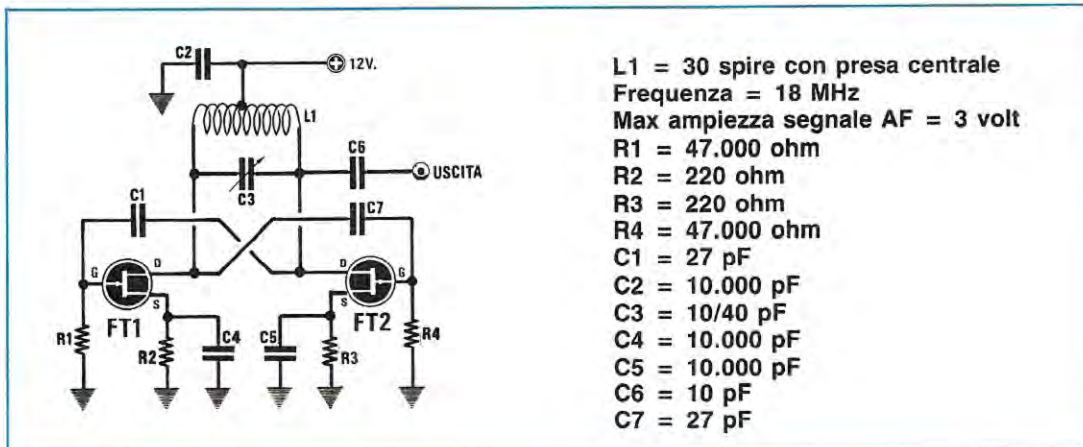 C2
12V.
L1
C6
USCITA
C3
C1
C7
G
D
S
FT1
D
G
S
FT2
R1
R2
C4
C5
R3
R4
L1 = 30 spire con presa centrale
Frequenza = 18 MHz
Max ampiezza segnale AF = 3 volt
R1 = 47.000 ohm
R2 = 220 ohm
R3 = 220 ohm
R4 = 47.000 ohm
C1 = 27 pF
C2 = 10.000 pF
C3 = 10/40 pF
C4 = 10.000 pF
C5 = 10.000 pF
C6 = 10 pF
C7 = 27 pF